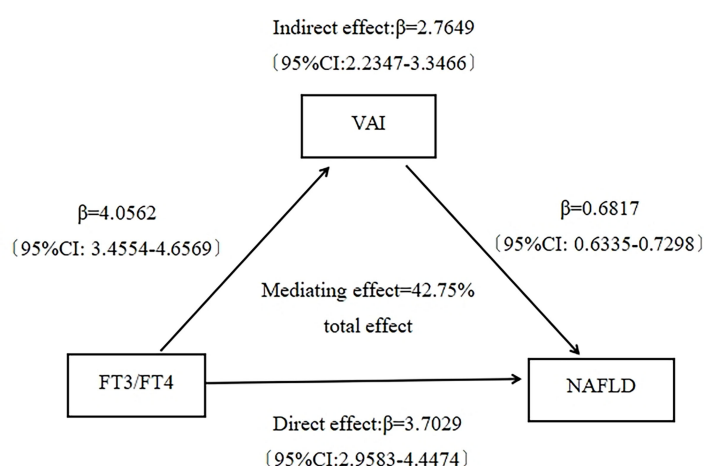 Indirect effect:β=2.7649
〔95%CI:2.2347-3.3466〕
VAI
β=4.0562
〔95%CI: 3.4554-4.6569〕
β=0.6817
〔95%CI: 0.6335-0.7298〕
Mediating effect=42.75%
total effect
FT3/FT4
NAFLD
Direct effect:β=3.7029
〔95%CI:2.9583-4.4474〕